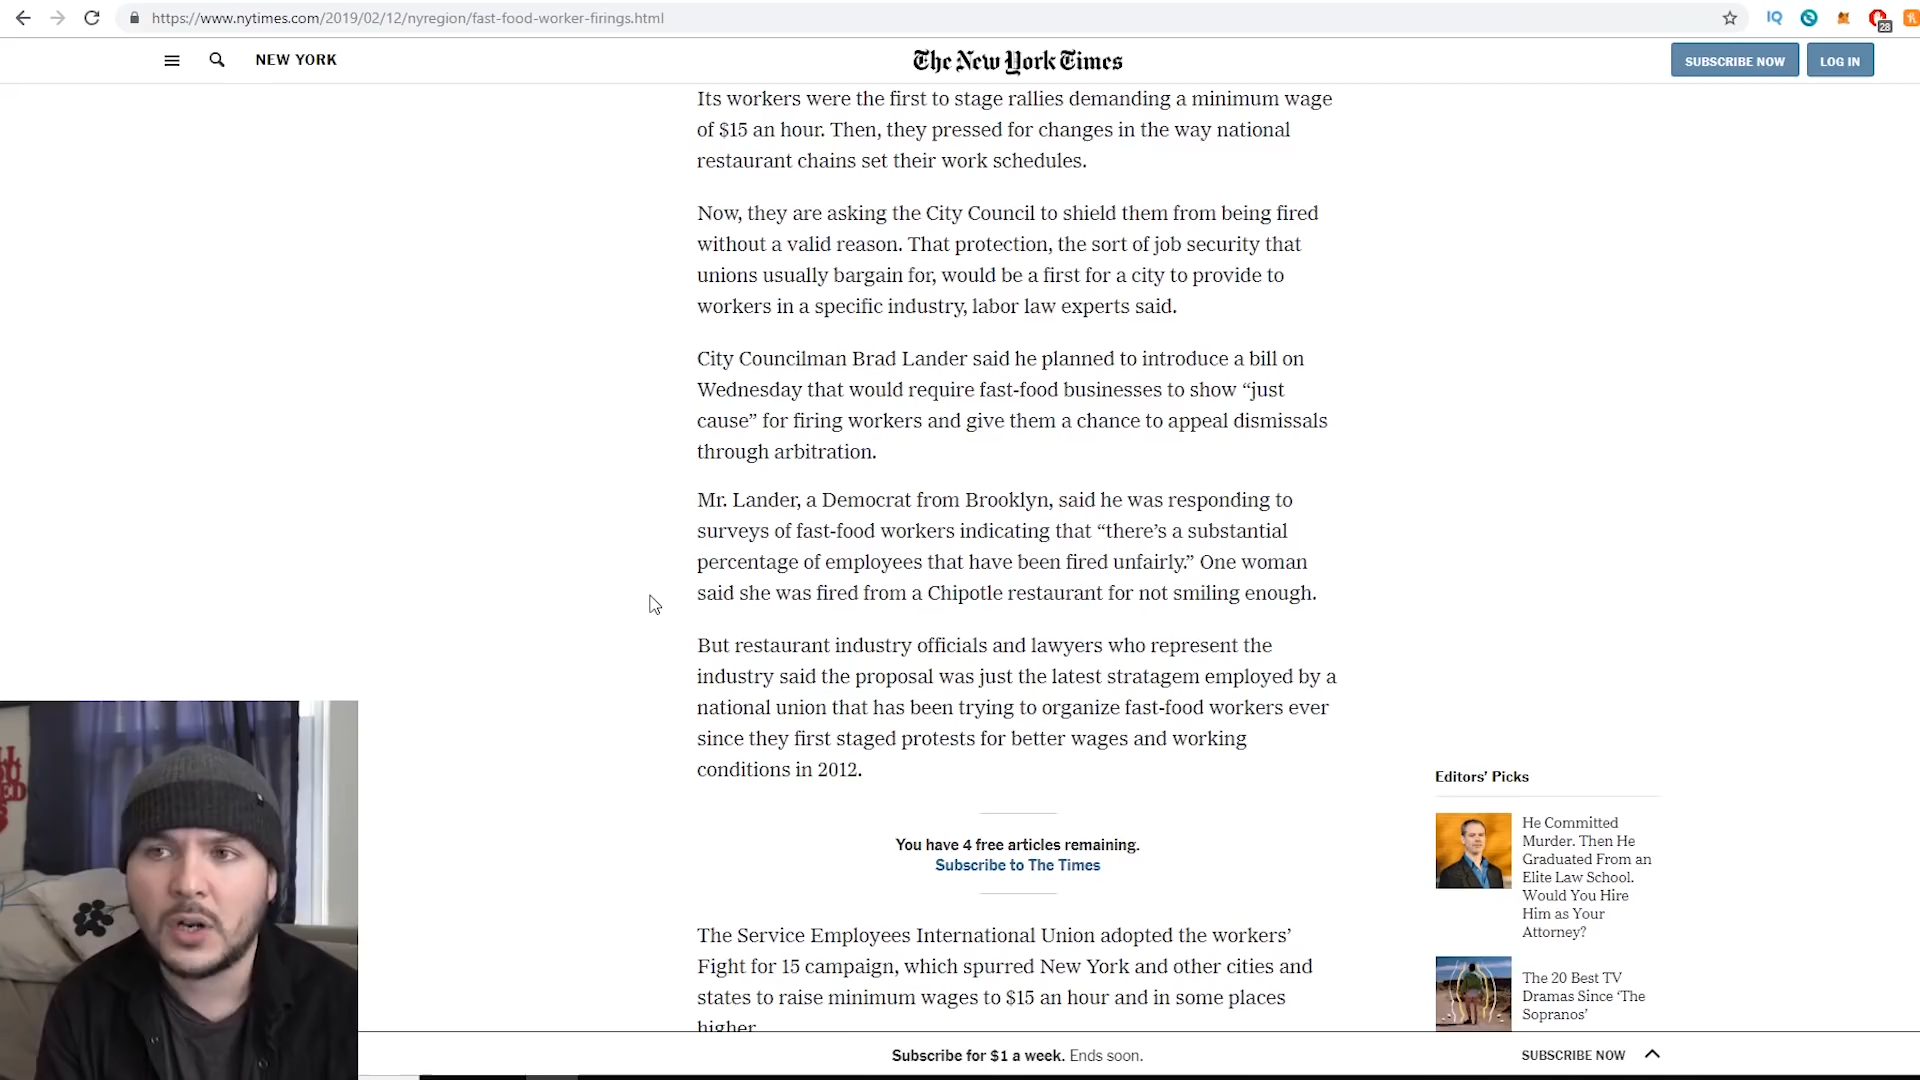 https://www.nytimes.com/2019/02/12/nyregion/fast-food-worker-firings.html
IQ
28
NEW YORK
The New York Times
SUBSCRIBE NOW
LOG IN
Its workers were the first to stage rallies demanding a minimum wage
of $15 an hour. Then, they pressed for changes in the way national
restaurant chains set their work schedules.
Now, they are asking the City Council to shield them from being fired
without a valid reason. That protection, the sort of job security that
unions usually bargain for, would be a first for a city to provide to
workers in a specific industry, labor law experts said.
City Councilman Brad Lander said he planned to introduce a bill on
Wednesday that would require fast-food businesses to show “just
cause” for firing workers and give them a chance to appeal dismissals
through arbitration.
Mr. Lander, a Democrat from Brooklyn, said he was responding to
surveys of fast-food workers indicating that “there’s a substantial
percentage of employees that have been fired unfairly.” One woman
said she was fired from a Chipotle restaurant for not smiling enough.
But restaurant industry officials and lawyers who represent the
industry said the proposal was just the latest stratagem employed by a
national union that has been trying to organize fast-food workers ever
since they first staged protests for better wages and working
conditions in 2012.
You have 4 free articles remaining.
Subscribe to The Times
The Service Employees International Union adopted the workers’
Fight for 15 campaign, which spurred New York and other cities and
states to raise minimum wages to $15 an hour and in some places
higher
Editors’ Picks
He Committed
Murder. Then He
Graduated From an
Elite Law School.
Would You Hire
Him as Your
Attorney?
The 20 Best TV
Dramas Since ‘The
Sopranos’
Subscribe for $1 a week. Ends soon.
SUBSCRIBE NOW